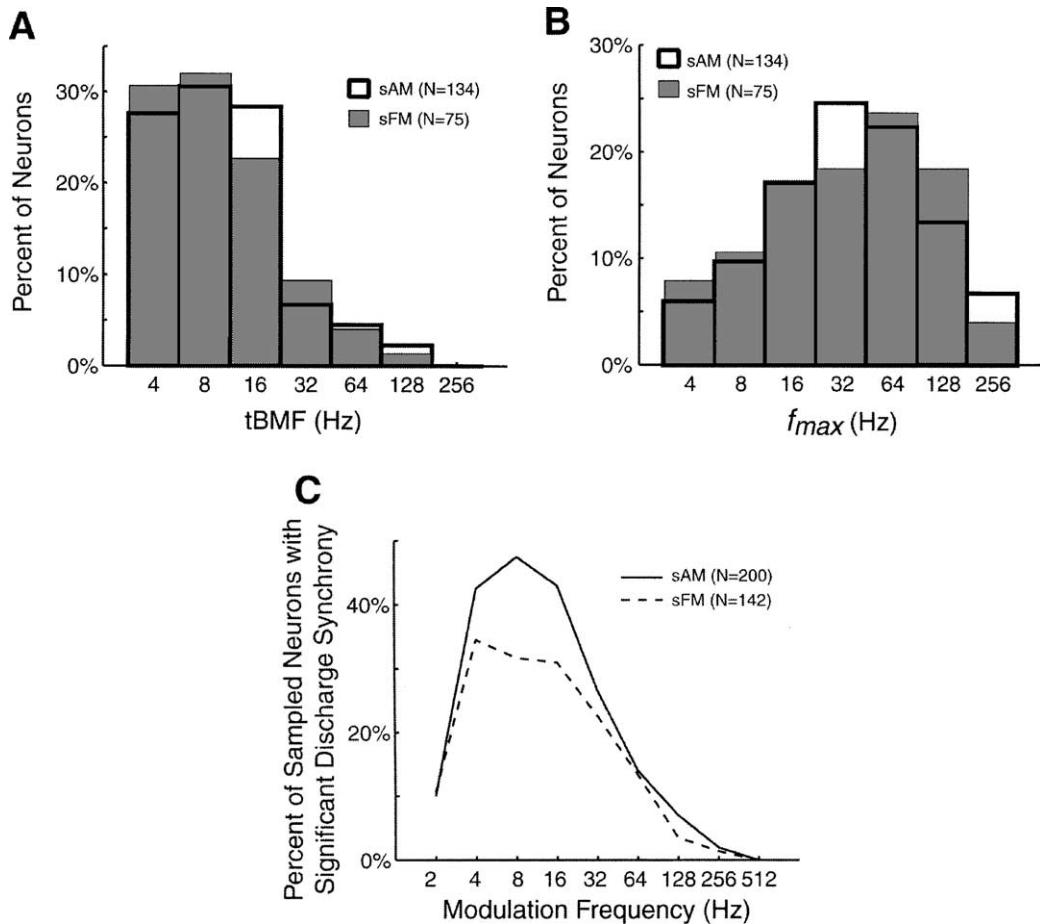 A
Percent of Neurons
30%
20%
10%
0%
sAM (N=134)
sFM (N=75)
4 8 16 32 64 128 256
tBMF (Hz)
B
Percent of Neurons
30%
20%
10%
0%
sAM (N=134)
sFM (N=75)
4 8 16 32 64 128 256
fmax (Hz)
C
Percent of Sampled Neurons with
Significant Discharge Synchrony
40%
20%
0%
sAM (N=200)
sFM (N=142)
2 4 8 16 32 64 128 256 512
Modulation Frequency (Hz)